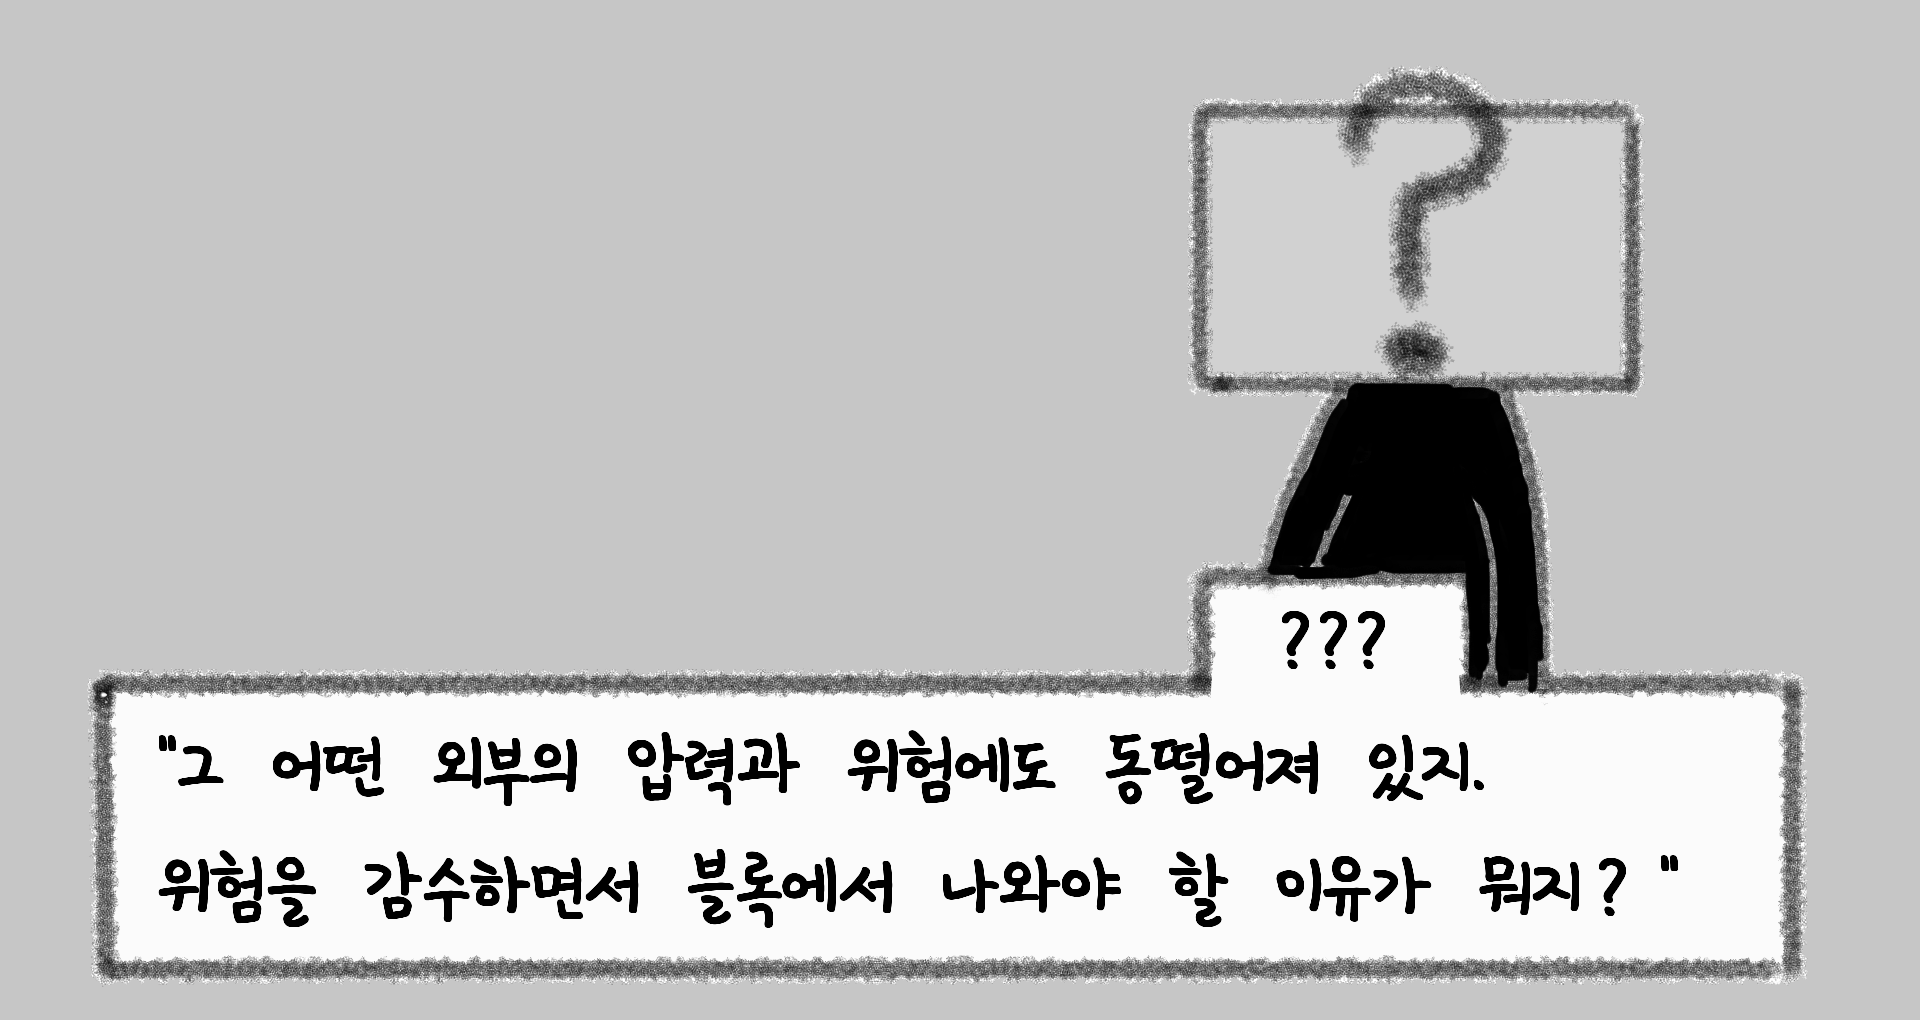 ?
???
"그 어떤 외부의 압력과 위험에도 동떨어져 있지.
위험을 감수하면서 블록에서 나와야 할 이유가 뭐지? "